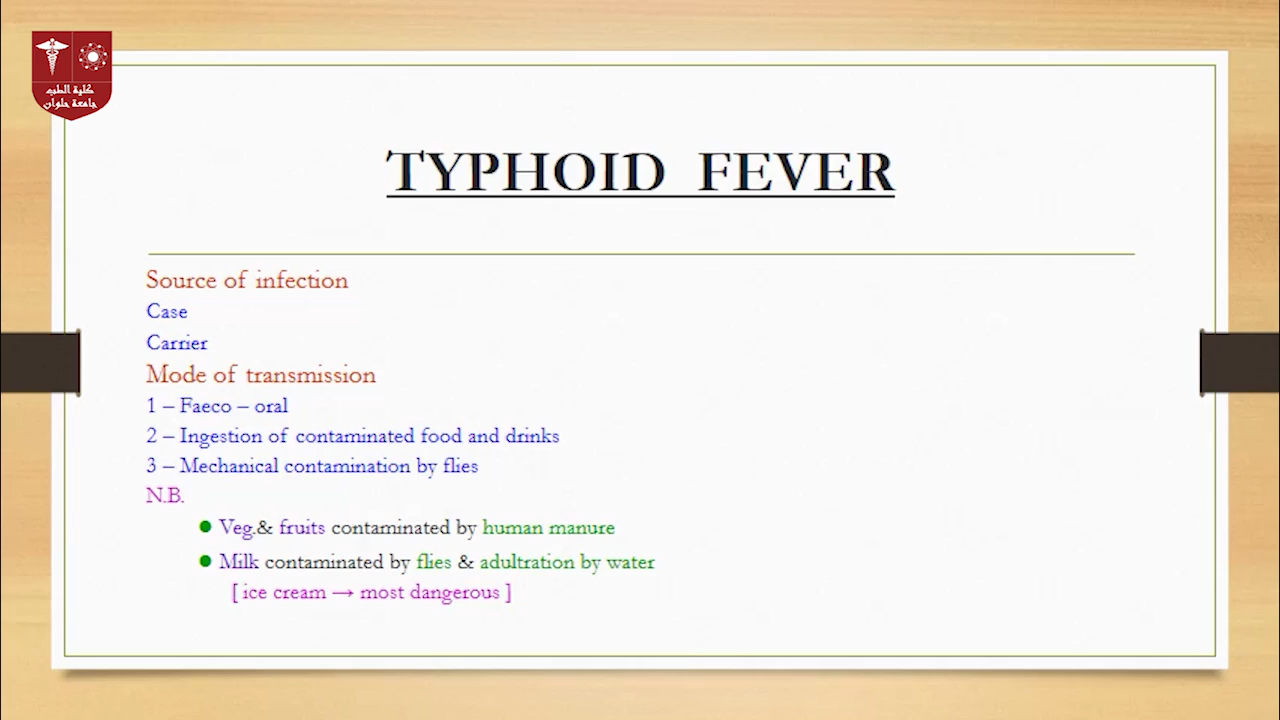 كلية الطب
جامعة حلوان
TYPHOID FEVER
Source of infection
Case
Carrier
Mode of transmission
1 – Faeco – oral
2 – Ingestion of contaminated food and drinks
3 – Mechanical contamination by flies
N.B.
● Veg.& fruits contaminated by human manure
● Milk contaminated by flies & adultration by water
[ ice cream → most dangerous ]